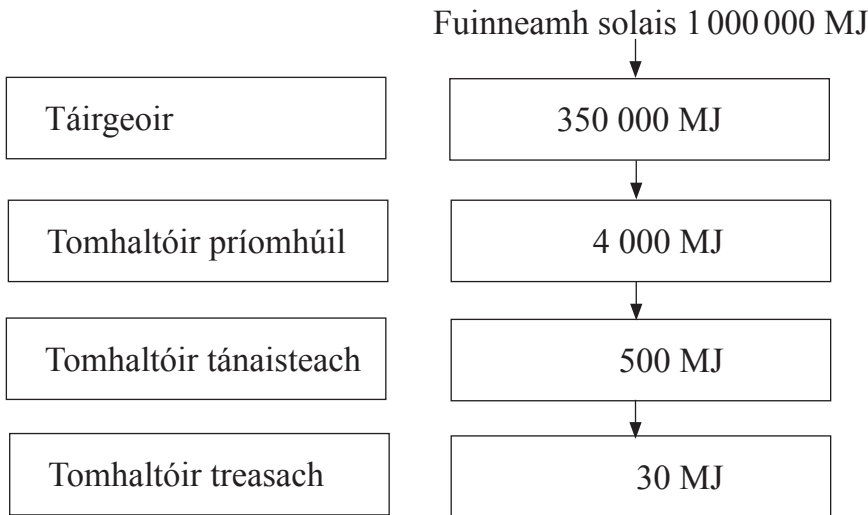 Fuinneamh solais 1 000 000 MJ
Táirgeoir
350 000 MJ
Tomhaltóir príomhúil
4 000 MJ
Tomhaltóir tánaisteach
500 MJ
Tomhaltóir treasach
30 MJ